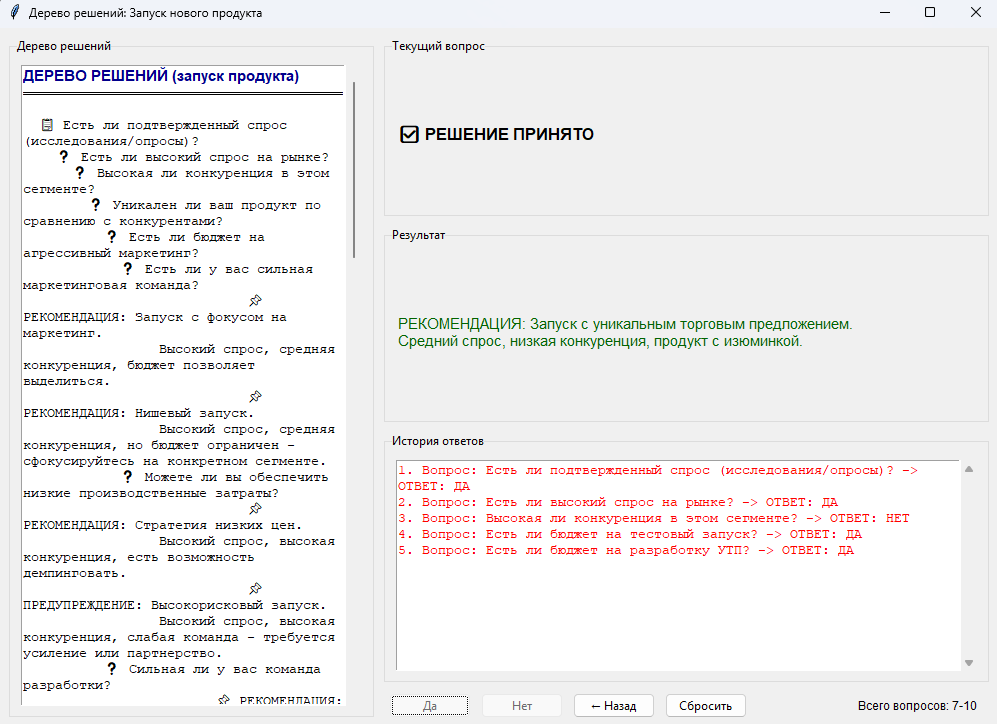 Дерево решений: Запуск нового продукта
Дерево решений
ДЕРЕВО РЕШЕНИЙ (запуск продукта)
Есть ли подтвержденный спрос
(исследования/опросы)?
? Есть ли высокий спрос на рынке?
? Высокая ли конкуренция в этом
сегменте?
? Уникален ли ваш продукт по
сравнению с конкурентами?
? Есть ли бюджет на
агрессивный маркетинг?
? Есть ли у вас сильная
маркетинговая команда?
РЕКОМЕНДАЦИЯ: Запуск с фокусом на
маркетинг.
Высокий спрос, средняя
конкуренция, бюджет позволяет
выделиться.
РЕКОМЕНДАЦИЯ: Нишевый запуск.
Высокий спрос, средняя
конкуренция, но бюджет ограничен –
сфокусируйтесь на конкретном сегменте.
? Можете ли вы обеспечить
низкие производственные затраты?
РЕКОМЕНДАЦИЯ: Стратегия низких цен.
Высокий спрос, высокая
конкуренция, есть возможность
демпинговать.
ПРЕДУПРЕЖДЕНИЕ: Высокорисковый запуск.
Высокий спрос, высокая
конкуренция, слабая команда – требуется
усиление или партнерство.
? Сильная ли у вас команда
разработки?
РЕКОМЕНДАЦИЯ:
Текущий вопрос
РЕШЕНИЕ ПРИНЯТО
Результат
РЕКОМЕНДАЦИЯ: Запуск с уникальным торговым предложением.
Средний спрос, низкая конкуренция, продукт с изюминкой.
История ответов
1. Вопрос: Есть ли подтвержденный спрос (исследования/опросы)? ->
ОТВЕТ: ДА
2. Вопрос: Есть ли высокий спрос на рынке? -> ОТВЕТ: ДА
3. Вопрос: Высокая ли конкуренция в этом сегменте? -> ОТВЕТ: НЕТ
4. Вопрос: Есть ли бюджет на тестовый запуск? -> ОТВЕТ: ДА
5. Вопрос: Есть ли бюджет на разработку УТП? -> ОТВЕТ: ДА
Да
Нет
← Назад
Сбросить
Всего вопросов: 7-10